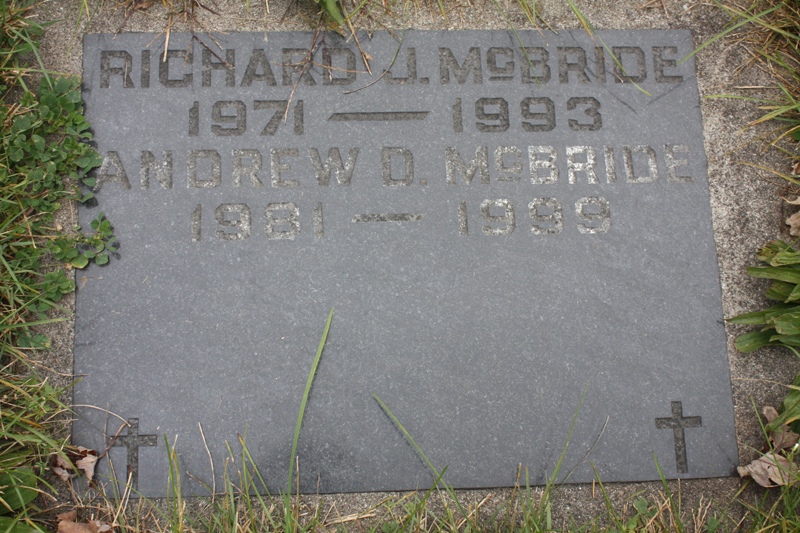 RICHARD J. McBRIDE
1971 — 1993
ANDREW D. McBRIDE
1981 — 1999